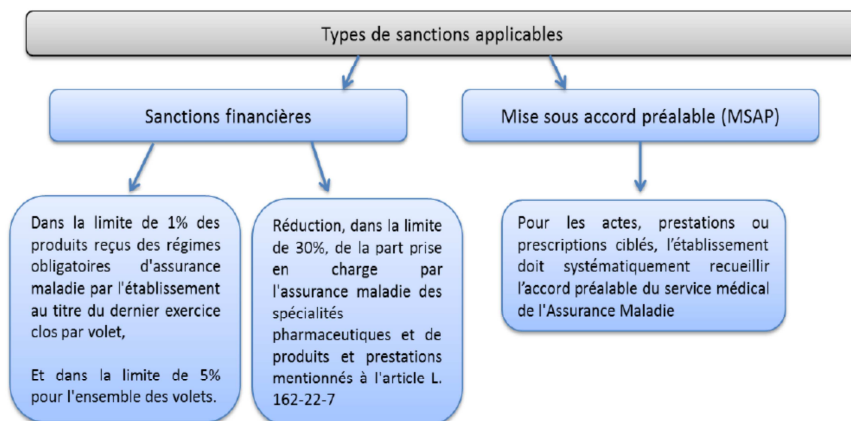 Types de sanctions applicables
Sanctions financières
Mise sous accord préalable (MSAP)
Dans la limite de 1% des
produits reçus des régimes
obligatoires d'assurance
maladie par l'établissement
au titre du dernier exercice
clos par volet,
Et dans la limite de 5%
pour l'ensemble des volets.
Réduction, dans la limite
de 30%, de la part prise
en charge par
l'assurance maladie des
spécialités
pharmaceutiques et de
produits et prestations
mentionnés à l'article L.
162-22-7
Pour les actes, prestations ou
prescriptions ciblés, l'établissement
doit systématiquement recueillir
l'accord préalable du service médical
de l'Assurance Maladie